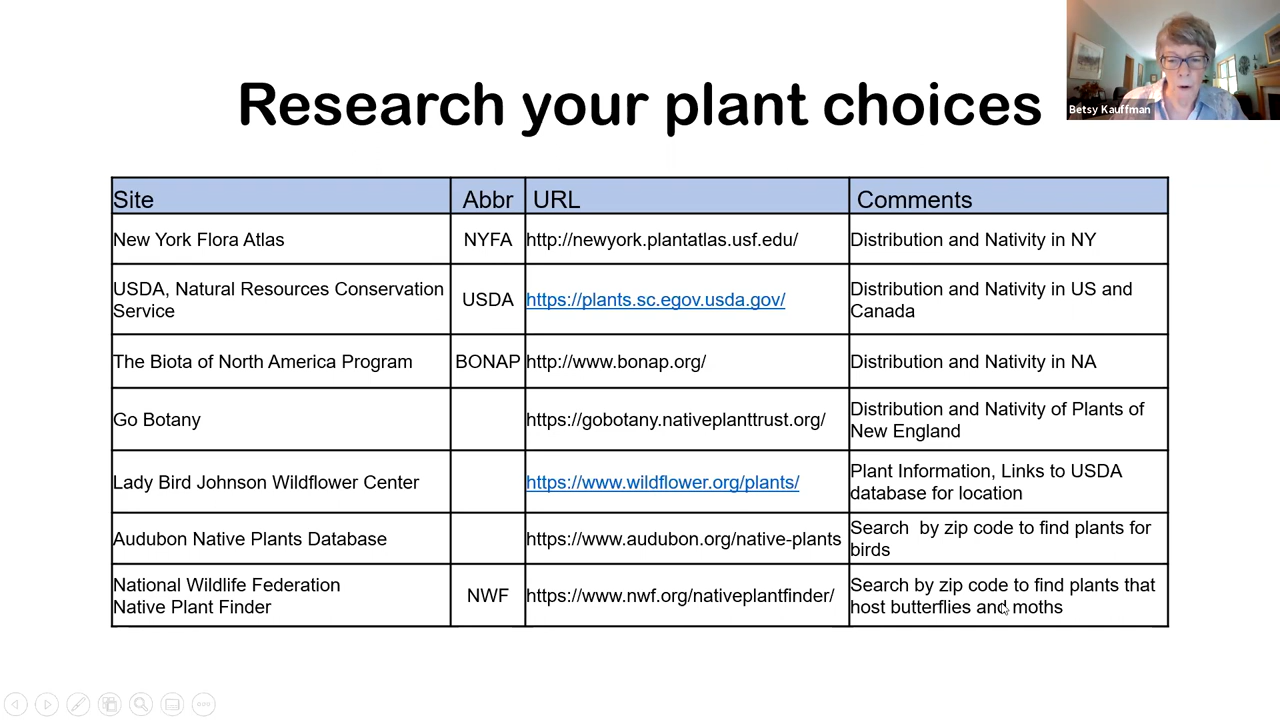 Research your plant choices
Betsy Kauffman
Site Abbr URL Comments
New York Flora Atlas NYFA http://newyork.plantatlas.usf.edu/ Distribution and Nativity in NY
USDA, Natural Resources Conservation
Service
USDA
https://plants.sc.egov.usda.gov/
Distribution and Nativity in US and
Canada
The Biota of North America Program BONAP http://www.bonap.org/ Distribution and Nativity in NA
Go Botany
https://gobotany.nativeplanttrust.org/
Distribution and Nativity of Plants of
New England
Lady Bird Johnson Wildflower Center
https://www.wildflower.org/plants/
Plant Information, Links to USDA
database for location
Audubon Native Plants Database
https://www.audubon.org/native-plants
Search by zip code to find plants for
birds
National Wildlife Federation
Native Plant Finder
NWF
https://www.nwf.org/nativeplantfinder/
Search by zip code to find plants that
host butterflies and moths